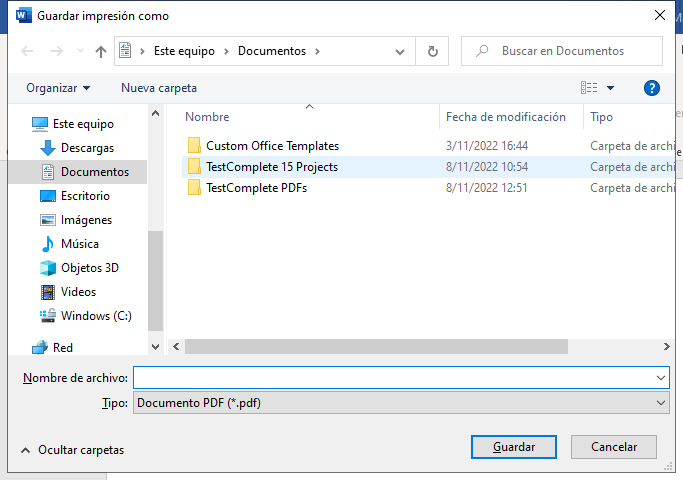 Guardar impresión como
Este equipo > Documentos >
Buscar en Documentos
Organizar
Nueva carpeta
Este equipo
Descargas
Documentos
Escritorio
Imágenes
Música
Objetos 3D
Videos
Windows (C:)
Red
Nombre Fecha de modificación Tipo
Custom Office Templates 3/11/2022 16:44 Carpeta de archi
TestComplete 15 Projects 8/11/2022 10:54 Carpeta de archi
TestComplete PDFs 8/11/2022 12:51 Carpeta de archi
Nombre de archivo:
Tipo: Documento PDF (*.pdf)
Ocultar carpetas
Guardar Cancelar